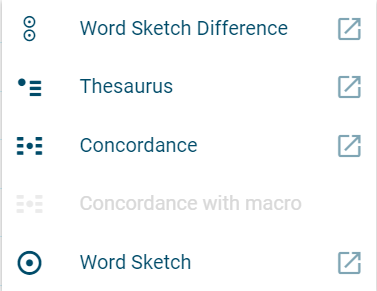 Word Sketch Difference
Thesaurus
Concordance
Concordance with macro
Word Sketch